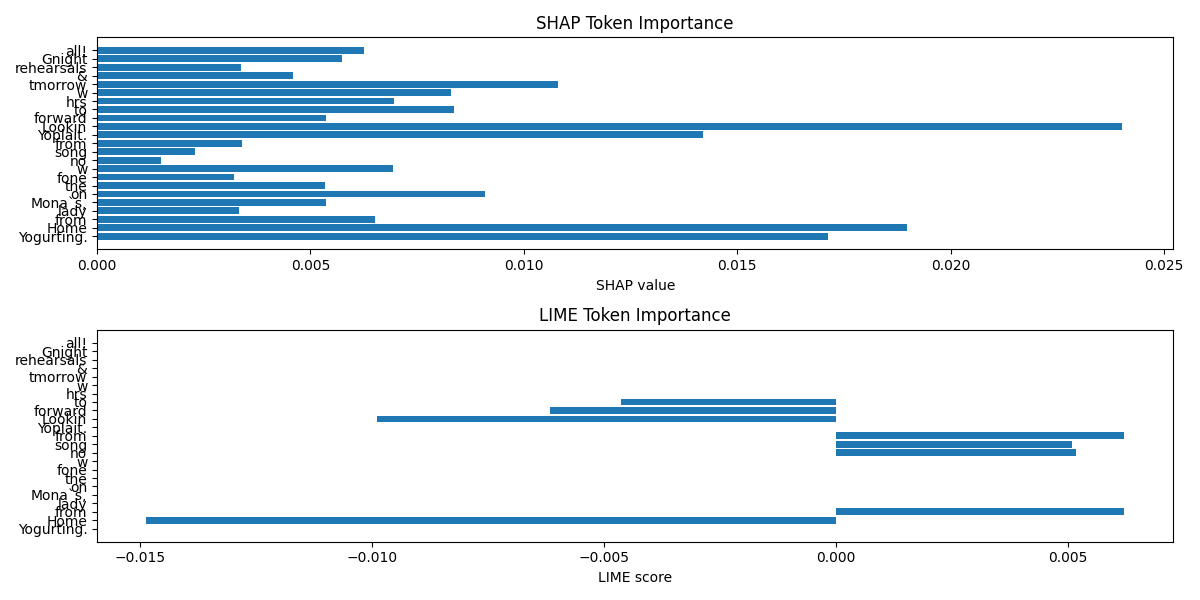 SHAP Token Importance
all!
Gnight
rehearsals
&
tmorrow
w
hrs
to
forward
Lookin
Yoplait.
from
song
no
w
fone
the
on
Mona's.
lady
from
Home
Yogurting.
0.000 0.005 0.010 0.015 0.020 0.025
SHAP value
LIME Token Importance
all!
Gnight
rehearsals
&
tmorrow
w
hrs
to
forward
Lookin
Yoplait.
from
song
no
w
fone
the
on
Mona's.
lady
from
Home
Yogurting.
−0.015 −0.010 −0.005 0.000 0.005
LIME score